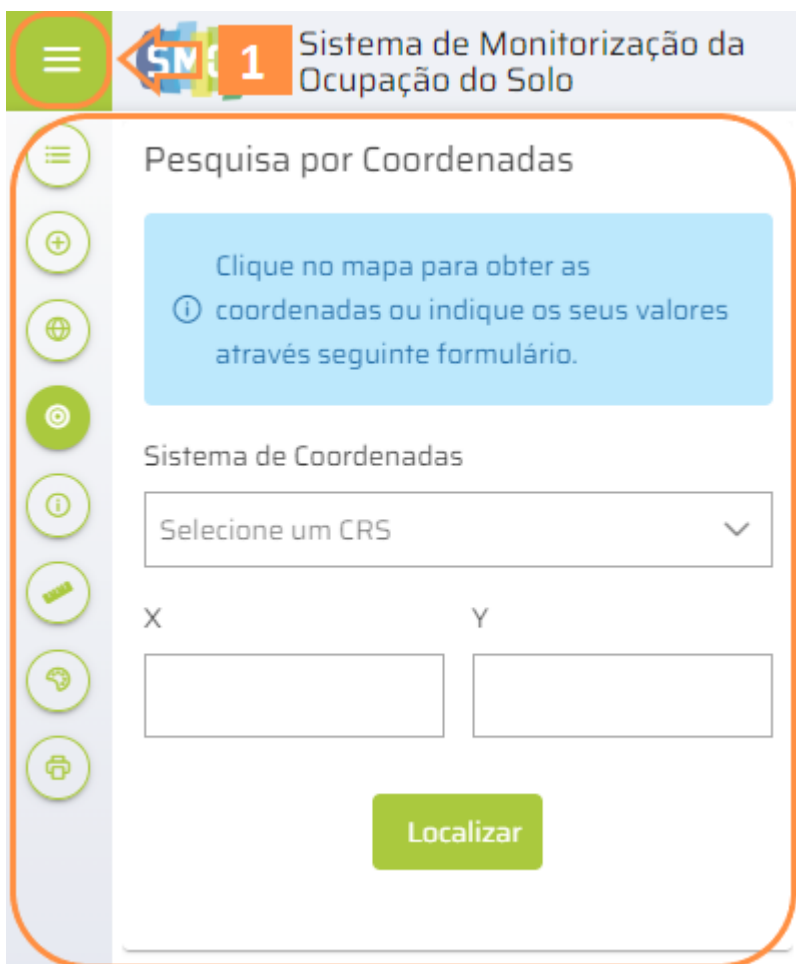 SM
1
Sistema de Monitorização da
Ocupação do Solo
Pesquisa por Coordenadas
Clique no mapa para obter as
coordenadas ou indique os seus valores
através seguinte formulário.
Sistema de Coordenadas
Selecione um CRS
X Y
Localizar